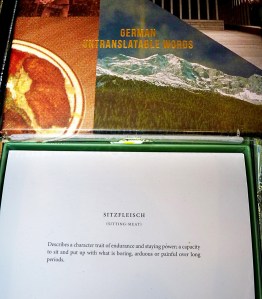 GERMAN
UNTRANSLATABLE WORDS
SITZFLEISCH
(SITTING MEAT)
Describes a character trait of endurance and staying power; a capacity
to sit and put up with what is boring, arduous or painful over long
periods.